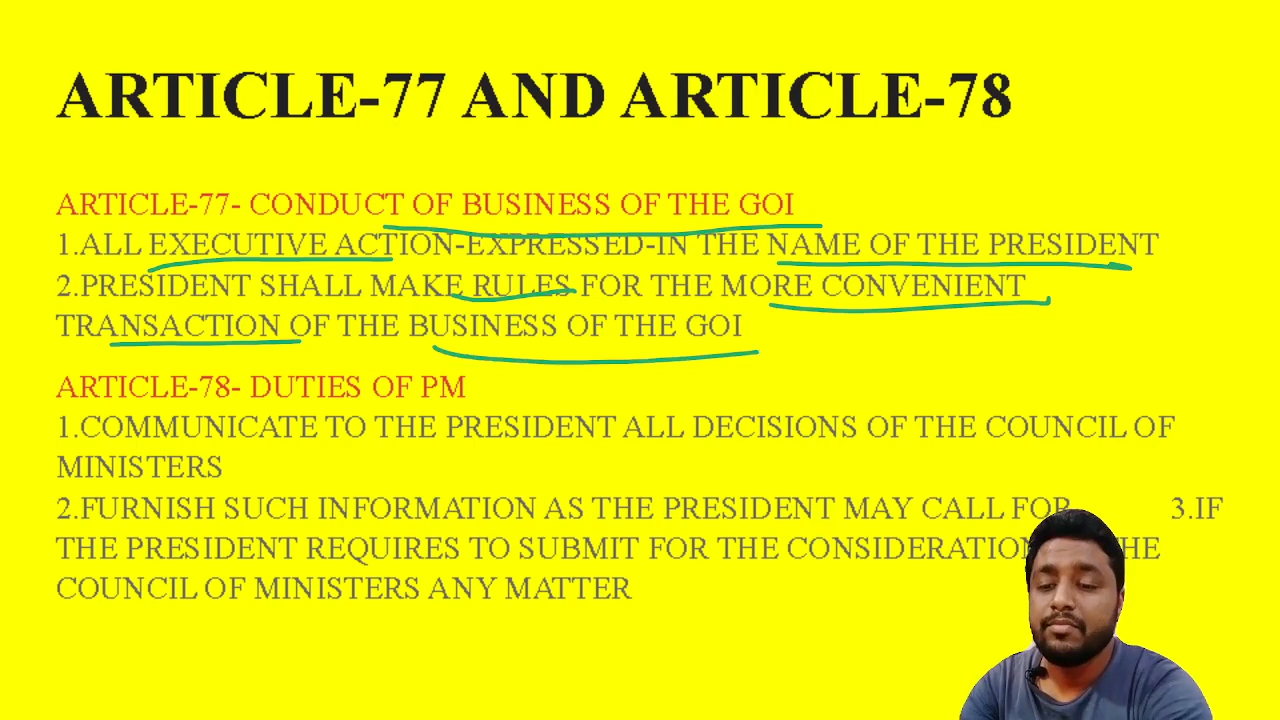 ARTICLE-77 AND ARTICLE-78
ARTICLE-77- CONDUCT OF BUSINESS OF THE GOI
1.ALL EXECUTIVE ACTION-EXPRESSED-IN THE NAME OF THE PRESIDENT
2.PRESIDENT SHALL MAKE RULES FOR THE MORE CONVENIENT
TRANSACTION OF THE BUSINESS OF THE GOI
ARTICLE-78- DUTIES OF PM
1.COMMUNICATE TO THE PRESIDENT ALL DECISIONS OF THE COUNCIL OF
MINISTERS
2.FURNISH SUCH INFORMATION AS THE PRESIDENT MAY CALL FOR 3.IF
THE PRESIDENT REQUIRES TO SUBMIT FOR THE CONSIDERATION THE
COUNCIL OF MINISTERS ANY MATTER